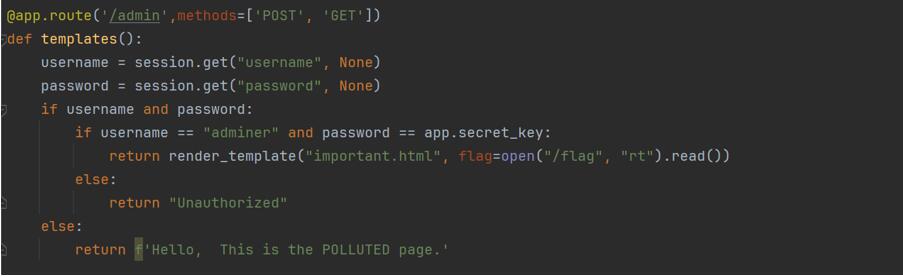 @app.route('/admin',methods=['POST', 'GET'])
def templates():
    username = session.get("username", None)
    password = session.get("password", None)
    if username and password:
        if username == "adminer" and password == app.secret_key:
            return render_template("important.html", flag=open("/flag", "rt").read())
        else:
            return "Unauthorized"
    else:
        return f'Hello,  This is the POLLUTED page.'